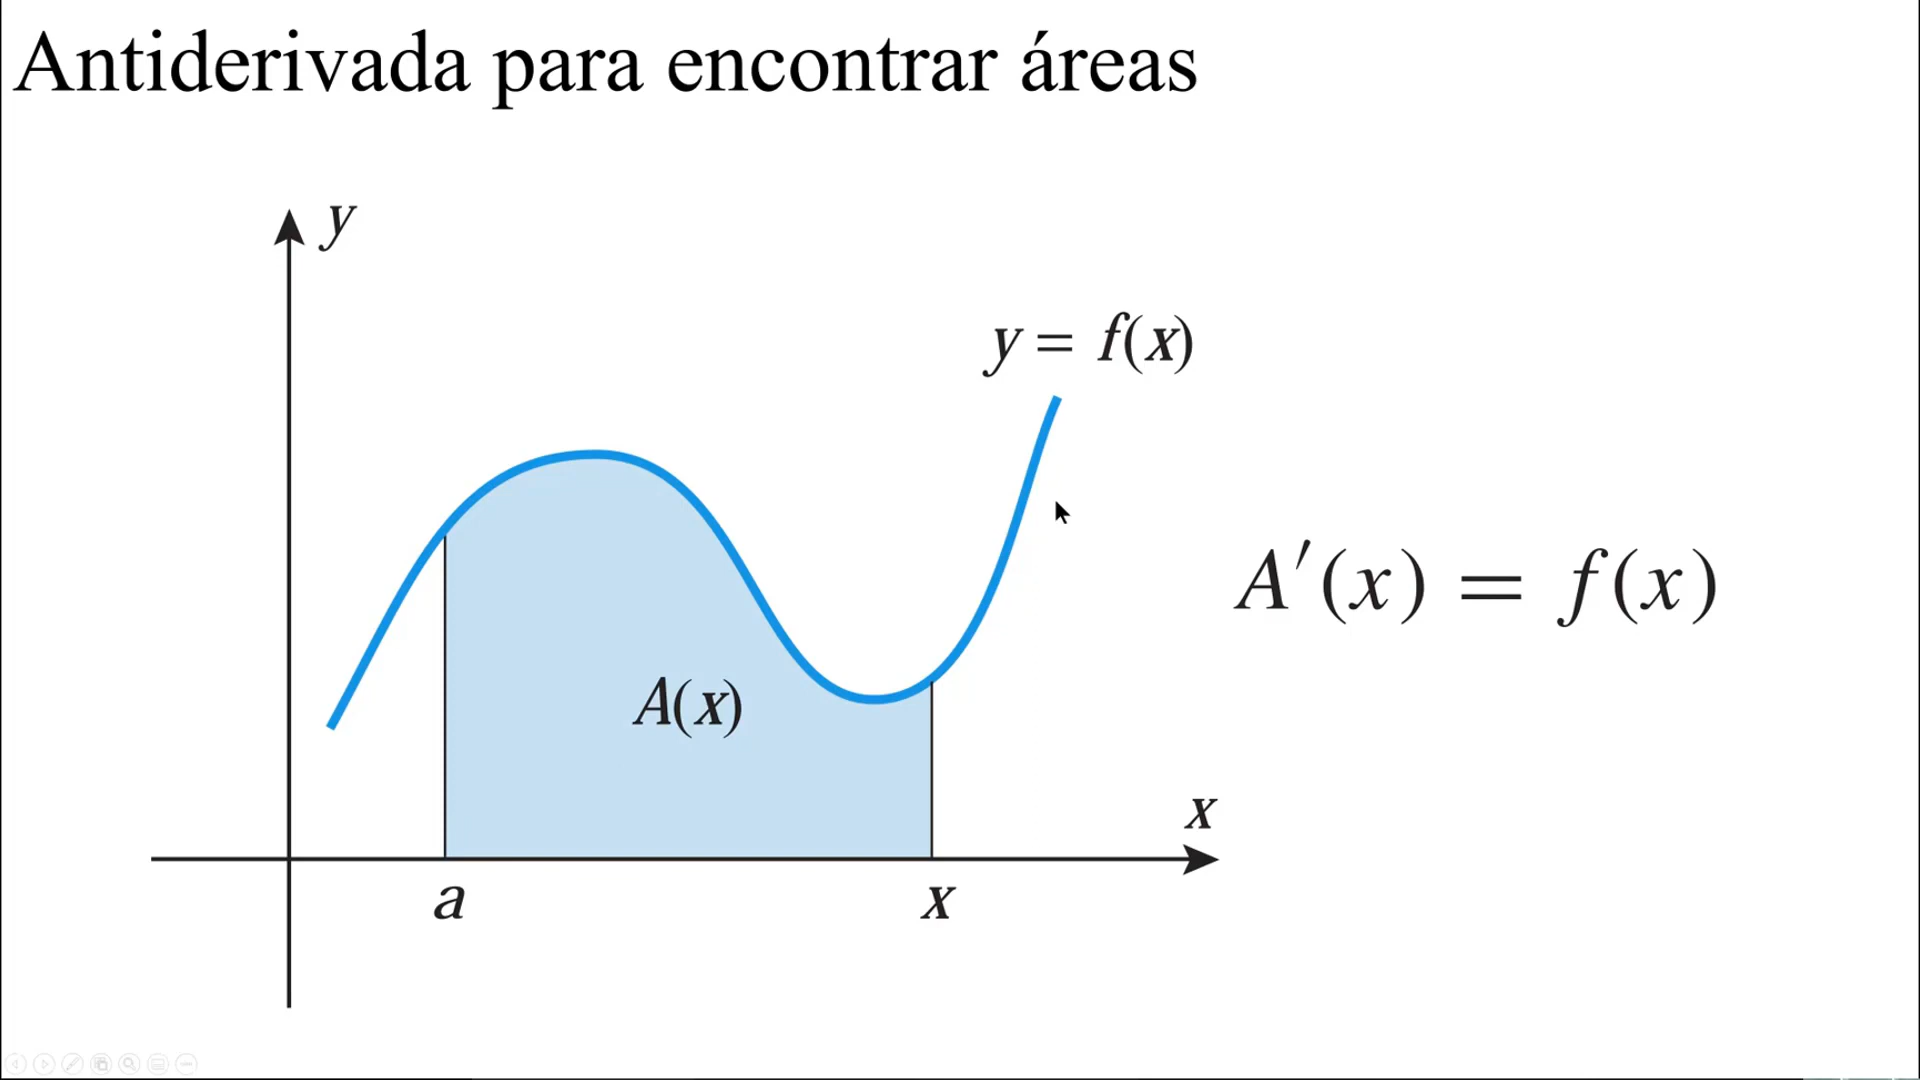 Antiderivada para encontrar áreas
y
y = f(x)
A′(x) = f(x)
A(x)
x
a
x